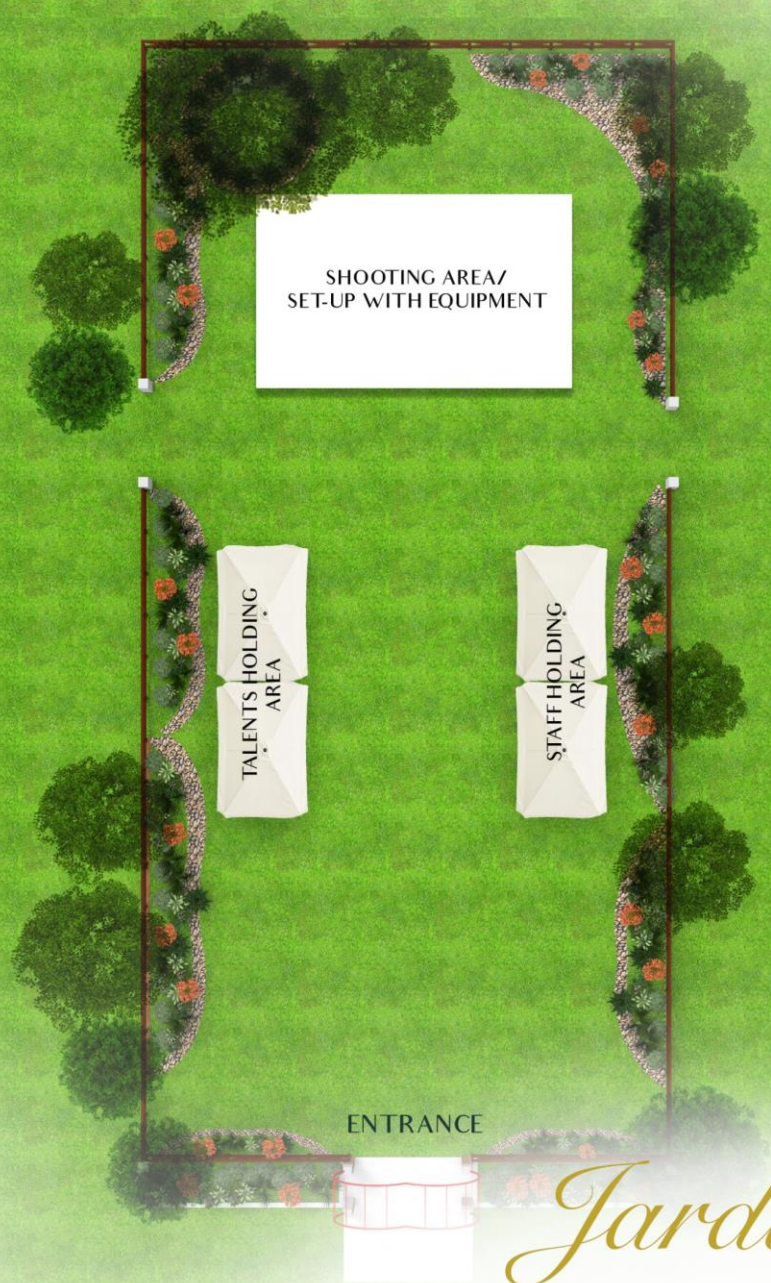 SHOOTING AREA/
SET-UP WITH EQUIPMENT
TALENTS HOLDING
AREA
STAFF HOLDING
AREA
ENTRANCE